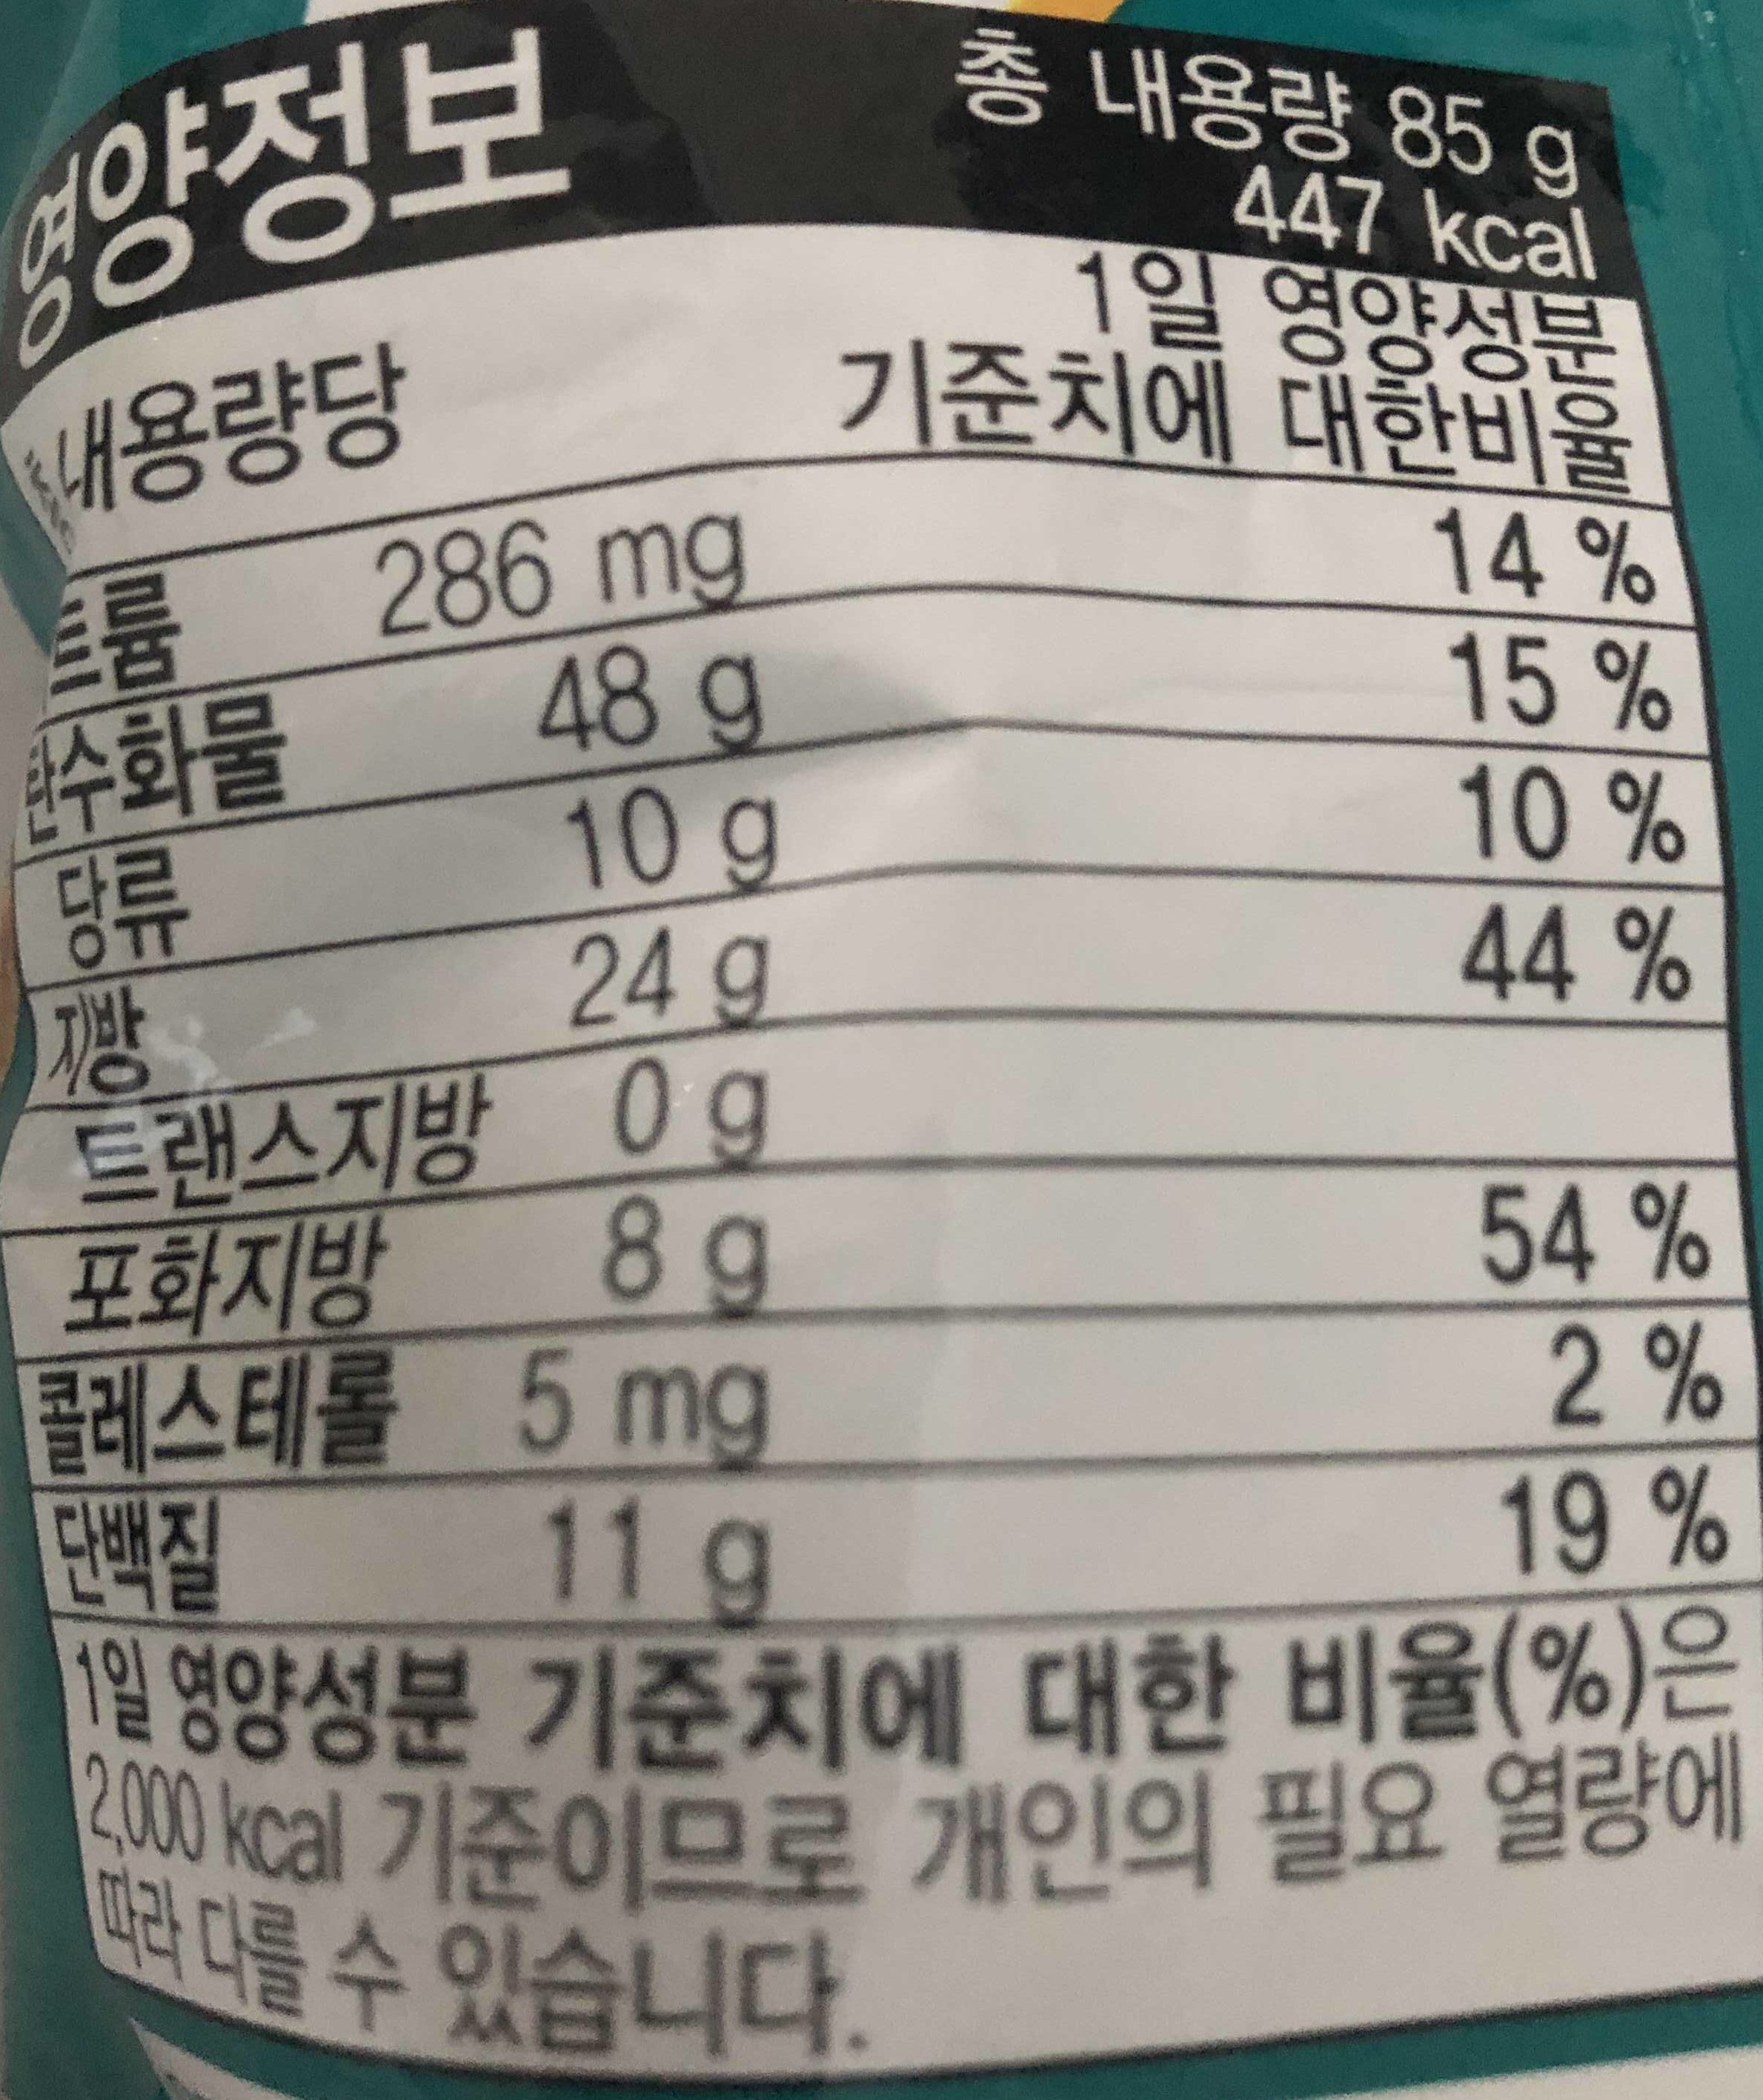 영양정보
총 내용량 85 g
447 kcal
내용량당
1일 영양성분
기준치에 대한비율
트륨 286 mg 14 %
탄수화물 48 g 15 %
당류 10 g 10 %
지방 24 g 44 %
트랜스지방 0 g
포화지방 8 g 54 %
콜레스테롤 5 mg 2 %
단백질 11 g 19 %
1일 영양성분 기준치에 대한 비율(%)은
2,000 kcal 기준이므로 개인의 필요 열량에
따라 다를 수 있습니다.